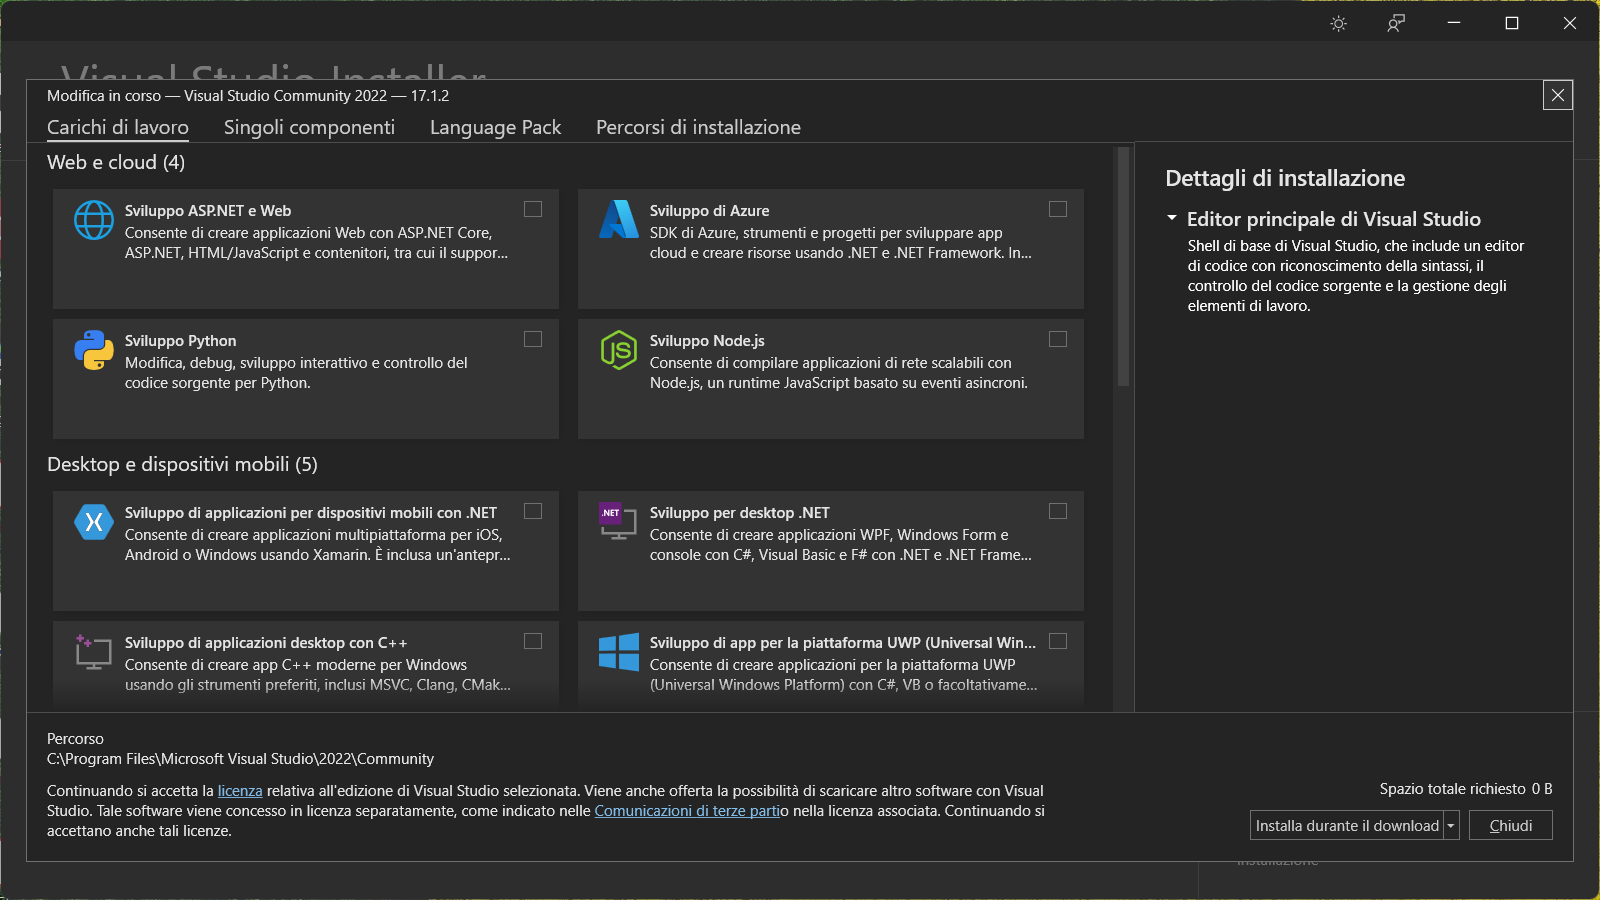 Visual Studio Installer
Modifica in corso — Visual Studio Community 2022 — 17.1.2
Carichi di lavoro
Singoli componenti
Language Pack
Percorsi di installazione
Web e cloud (4)
Sviluppo ASP.NET e Web
Consente di creare applicazioni Web con ASP.NET Core,
ASP.NET, HTML/JavaScript e contenitori, tra cui il suppor...
Sviluppo di Azure
SDK di Azure, strumenti e progetti per sviluppare app
cloud e creare risorse usando .NET e .NET Framework. In...
Sviluppo Python
Modifica, debug, sviluppo interattivo e controllo del
codice sorgente per Python.
JS
Sviluppo Node.js
Consente di compilare applicazioni di rete scalabili con
Node.js, un runtime JavaScript basato su eventi asincroni.
Desktop e dispositivi mobili (5)
Sviluppo di applicazioni per dispositivi mobili con .NET
Consente di creare applicazioni multipiattaforma per iOS,
Android o Windows usando Xamarin. È inclusa un'antepr...
.NET
Sviluppo per desktop .NET
Consente di creare applicazioni WPF, Windows Form e
console con C#, Visual Basic e F# con .NET e .NET Frame...
Sviluppo di applicazioni desktop con C++
Consente di creare app C++ moderne per Windows
usando gli strumenti preferiti, inclusi MSVC, Clang, CMak...
Sviluppo di app per la piattaforma UWP (Universal Win...
Consente di creare applicazioni per la piattaforma UWP
(Universal Windows Platform) con C#, VB o facoltativame...
Dettagli di installazione
Editor principale di Visual Studio
Shell di base di Visual Studio, che include un editor
di codice con riconoscimento della sintassi, il
controllo del codice sorgente e la gestione degli
elementi di lavoro.
Percorso
C:\Program Files\Microsoft Visual Studio\2022\Community
Continuando si accetta la licenza relativa all'edizione di Visual Studio selezionata. Viene anche offerta la possibilità di scaricare altro software con Visual
Studio. Tale software viene concesso in licenza separatamente, come indicato nelle Comunicazioni di terze partio nella licenza associata. Continuando si
accettano anche tali licenze.
Spazio totale richiesto 0 B
Installa durante il download
Chiudi
installazione